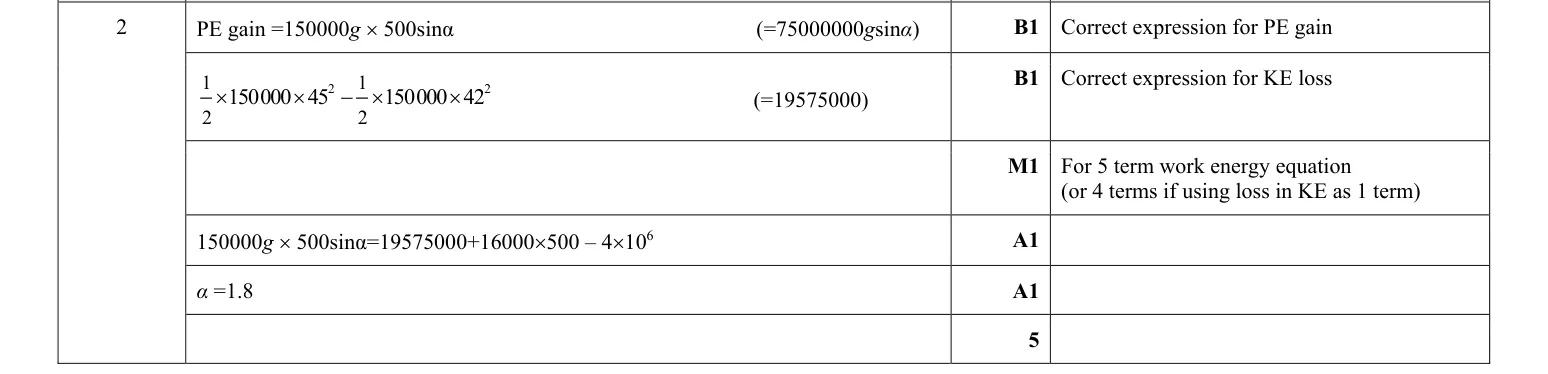 2 PE gain =150000g × 500sinα (=75000000gsinα) B1 Correct expression for PE gain
1/2 ×150000×45² – 1/2 ×150000×42² (=19575000) B1 Correct expression for KE loss
M1 For 5 term work energy equation
(or 4 terms if using loss in KE as 1 term)
150000g × 500sinα=19575000+16000×500 – 4×10⁶ A1
α =1.8 A1
5